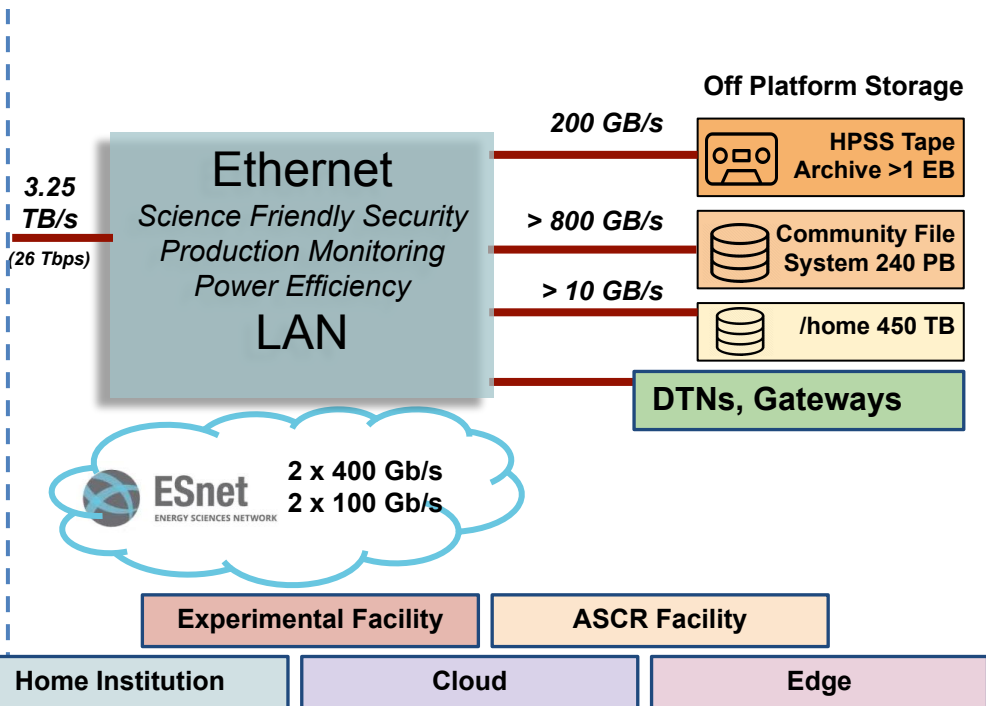 Off Platform Storage
200 GB/s
HPSS Tape
Archive >1 EB
Ethernet
Science Friendly Security
Production Monitoring
Power Efficiency
LAN
3.25
TB/s
(26 Tbps)
> 800 GB/s
Community File
System 240 PB
> 10 GB/s
/home 450 TB
DTNs, Gateways
ESnet
ENERGY SCIENCES NETWORK
2 x 400 Gb/s
2 x 100 Gb/s
Experimental Facility
ASCR Facility
Home Institution
Cloud
Edge